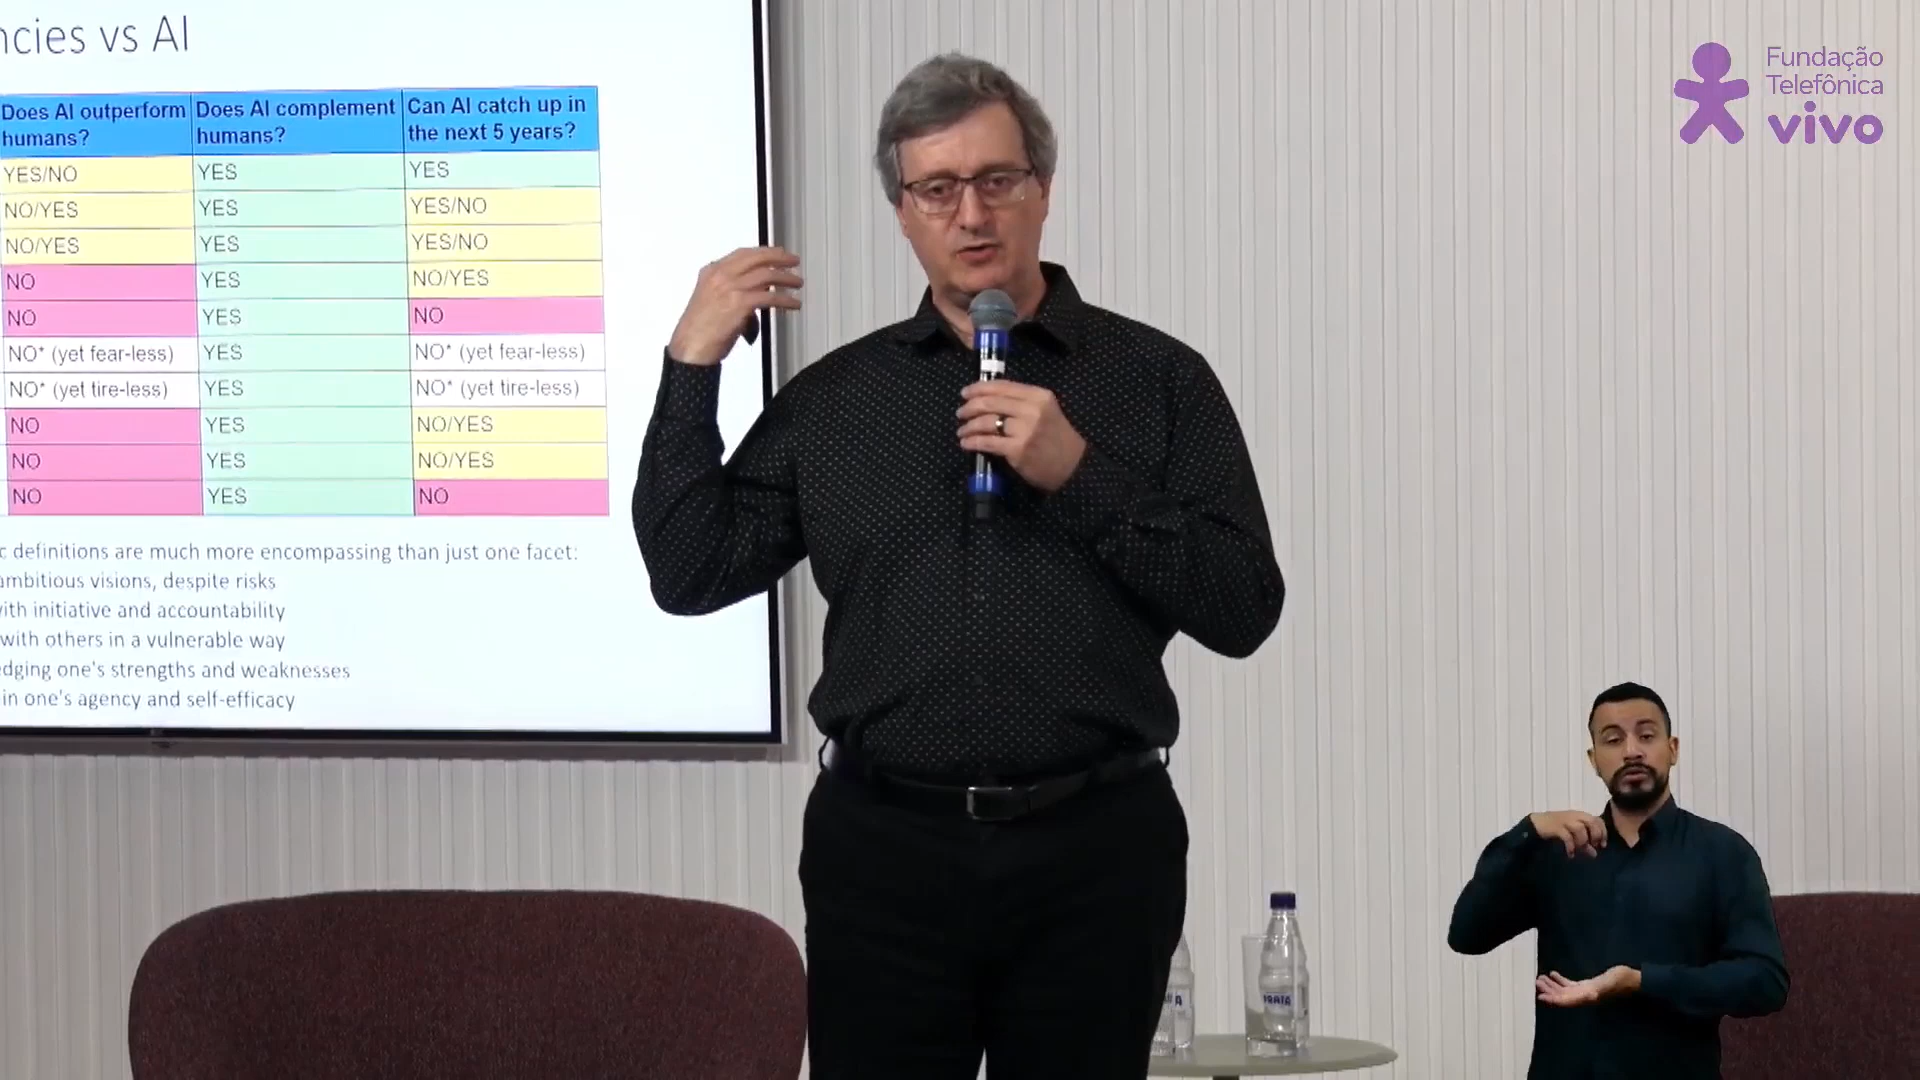 ncies vs AI
Fundação
Telefônica
vivo
Does AI outperform humans? Does AI complement humans? Can AI catch up in the next 5 years?
YES/NO YES YES
NO/YES YES YES/NO
NO/YES YES YES/NO
NO YES NO/YES
NO YES NO
NO* (yet fear-less) YES NO* (yet fear-less)
NO* (yet tire-less) YES NO* (yet tire-less)
NO YES NO/YES
NO YES NO/YES
NO YES NO
c definitions are much more encompassing than just one facet:
ambitious visions, despite risks
ith initiative and accountability
with others in a vulnerable way
edging one's strengths and weaknesses
in one's agency and self-efficacy